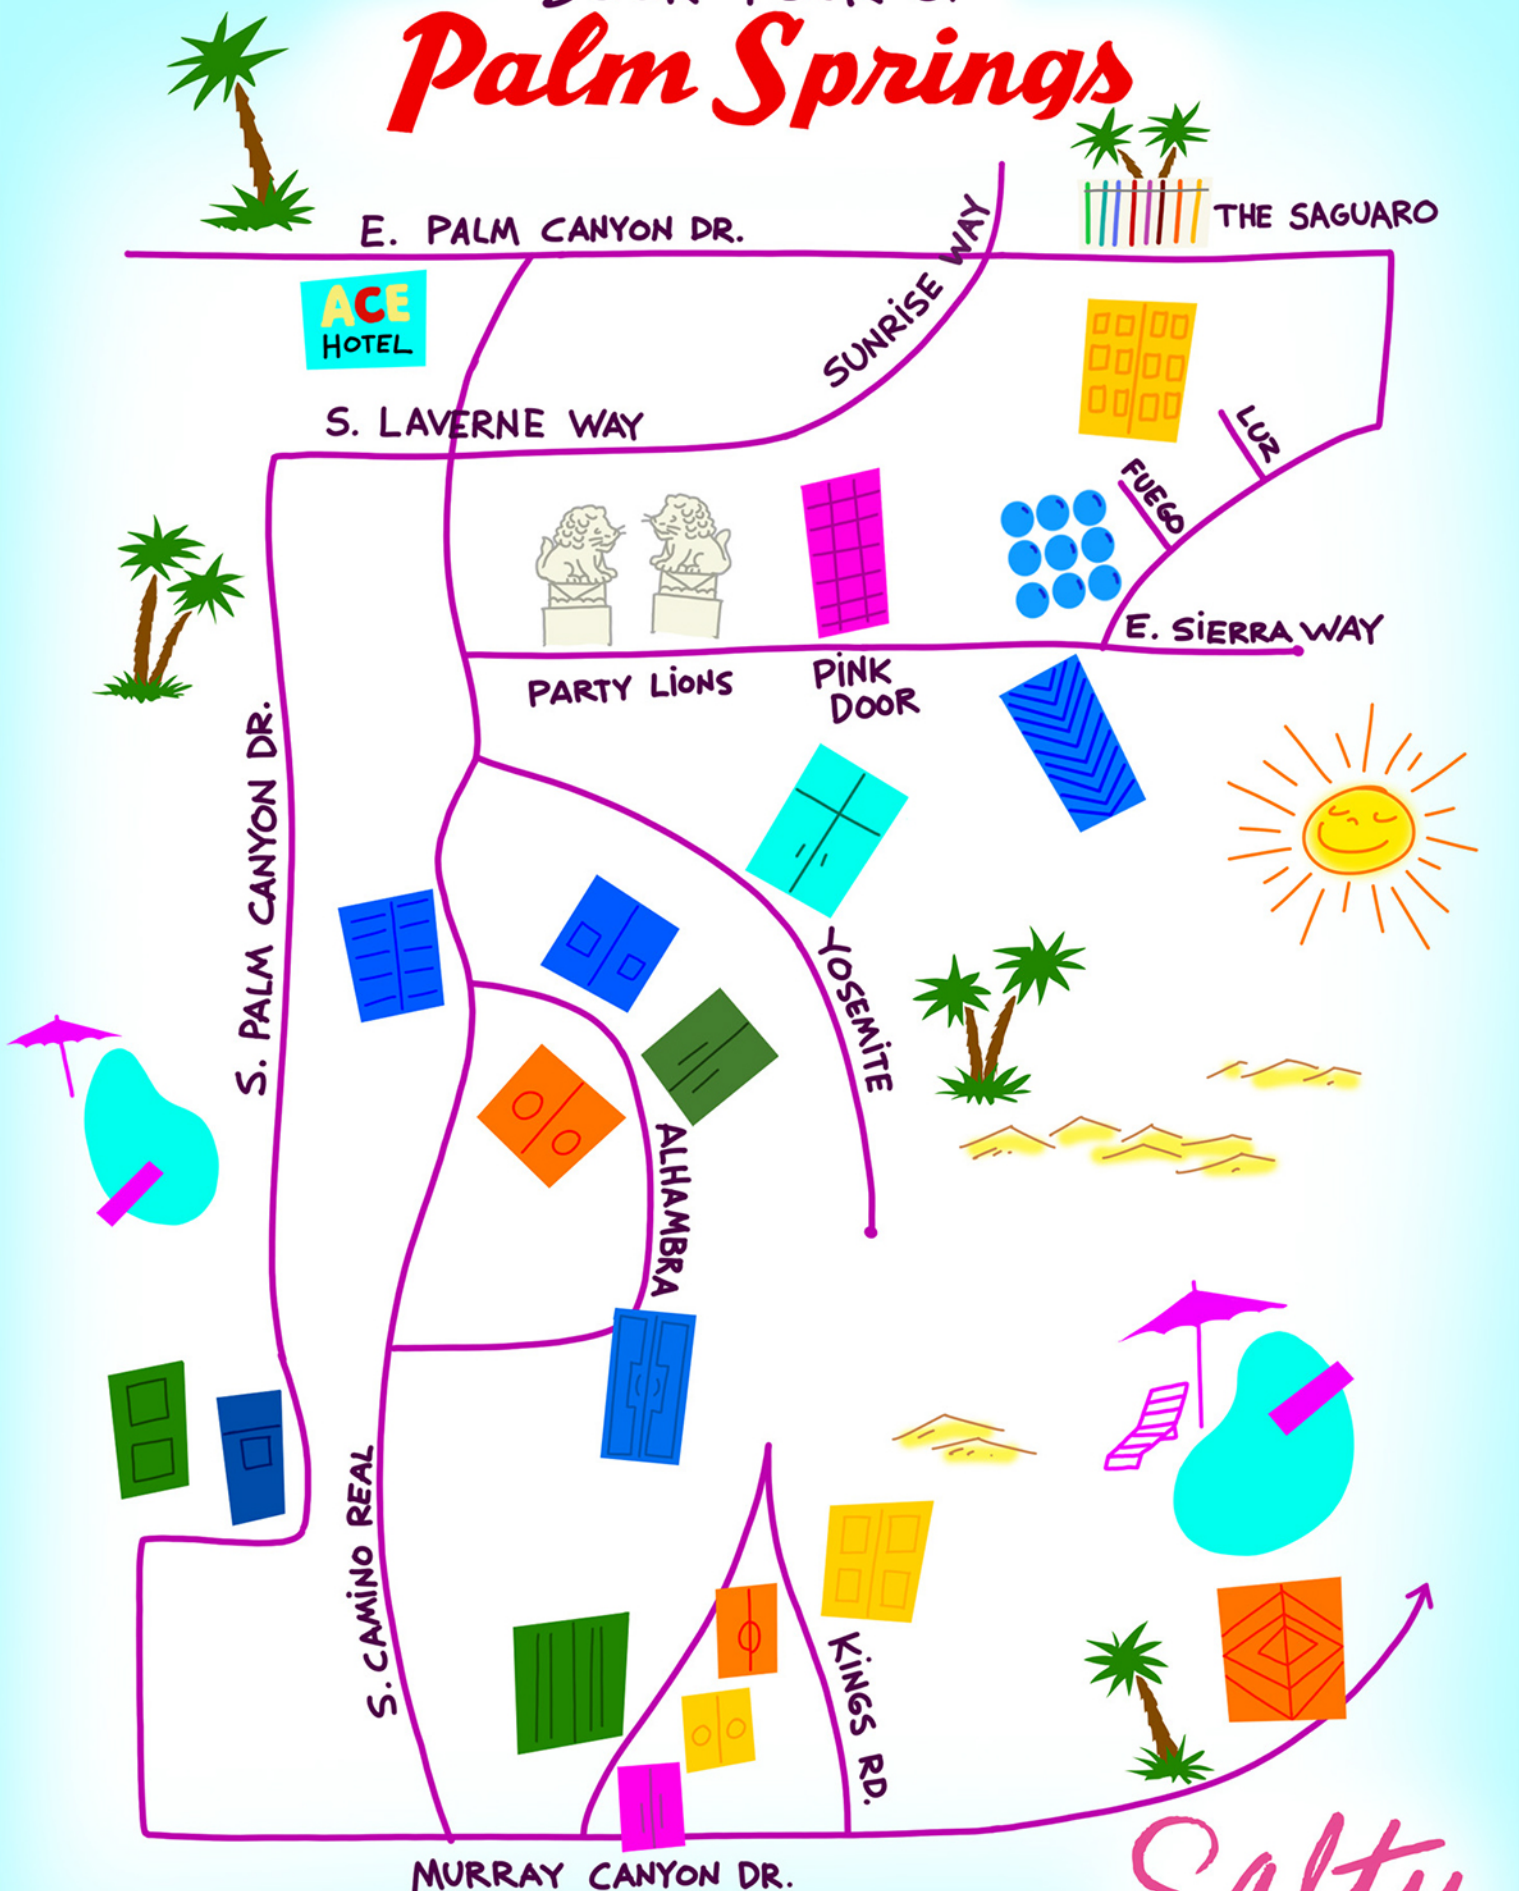 Palm Springs
THE SAGUARO
E. PALM CANYON DR.
SUNRISE WAY
ACE
HOTEL
S. LAVERNE WAY
LUZ
FUEGO
E. SIERRA WAY
PARTY LIONS
PINK
DOOR
S. PALM CANYON DR.
YOSEMITE
ALHAMBRA
S. CAMINO REAL
KINGS RD.
MURRAY CANYON DR.